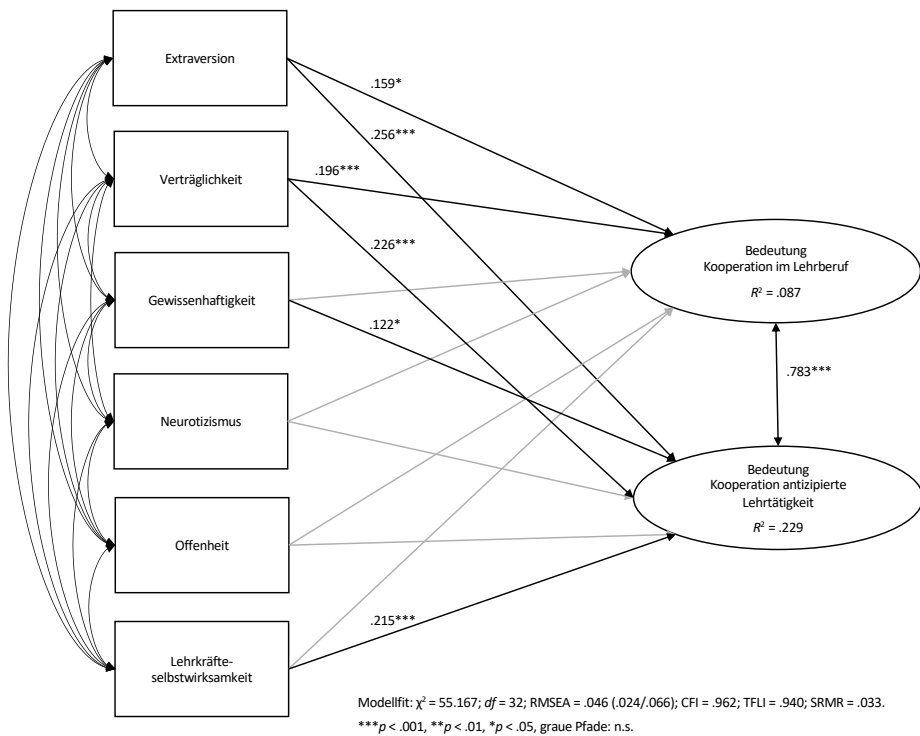 Extraversion
.159*
.256***
Verträglichkeit
.196***
.226***
Bedeutung
Kooperation im Lehrberuf
R² = .087
Gewissenhaftigkeit
.122*
.783***
Neurotizismus
Bedeutung
Kooperation antizipierte
Lehrtätigkeit
R² = .229
Offenheit
.215***
Lehrkräfte-
selbstwirksamkeit
Modellfit: χ² = 55.167; df = 32; RMSEA = .046 (.024/.066); CFI = .962; TFLI = .940; SRMR = .033.
***p < .001, **p < .01, *p < .05, graue Pfade: n.s.